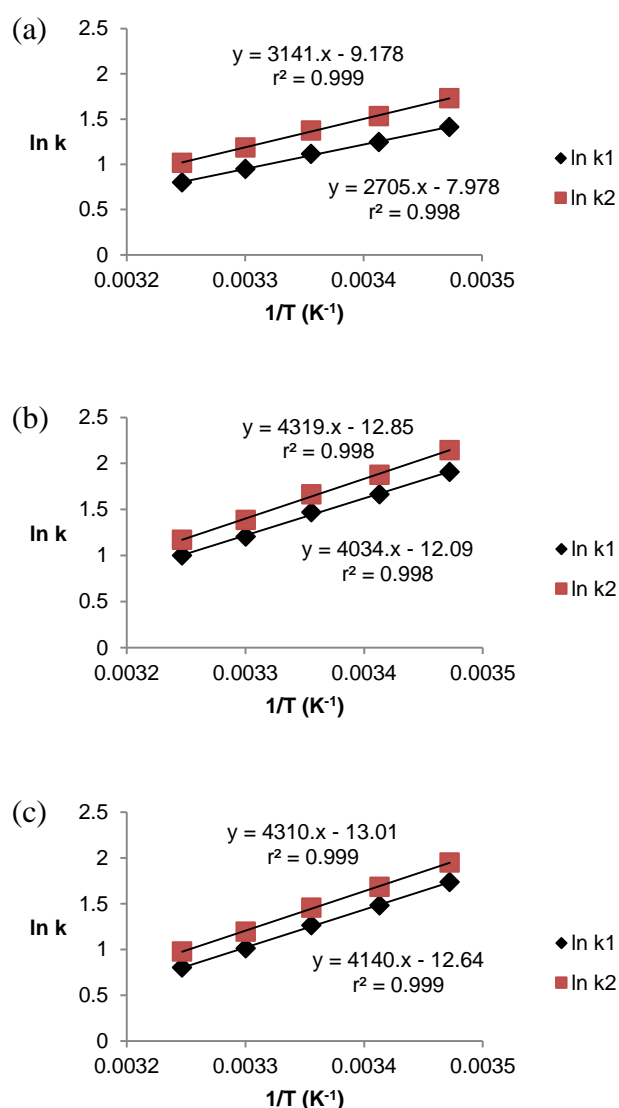 (a)
2.5
2
1.5
1
0.5
0
ln k
y = 3141.x - 9.178
r² = 0.999
y = 2705.x - 7.978
r² = 0.998
ln k1
ln k2
0.0032 0.0033 0.0034 0.0035
1/T (K⁻¹)
(b)
2.5
2
1.5
1
0.5
0
ln k
y = 4319.x - 12.85
r² = 0.998
y = 4034.x - 12.09
r² = 0.998
ln k1
ln k2
0.0032 0.0033 0.0034 0.0035
1/T (K⁻¹)
(c)
2.5
2
1.5
1
0.5
0
ln k
y = 4310.x - 13.01
r² = 0.999
y = 4140.x - 12.64
r² = 0.999
ln k1
ln k2
0.0032 0.0033 0.0034 0.0035
1/T (K⁻¹)